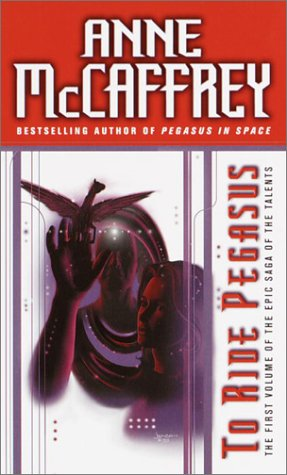 ANNE
McCAFFREY
BESTSELLING AUTHOR OF PEGASUS IN SPACE
TO RIDE PEGASUS
THE FIRST VOLUME OF THE EPIC SAGA OF THE TALENTS